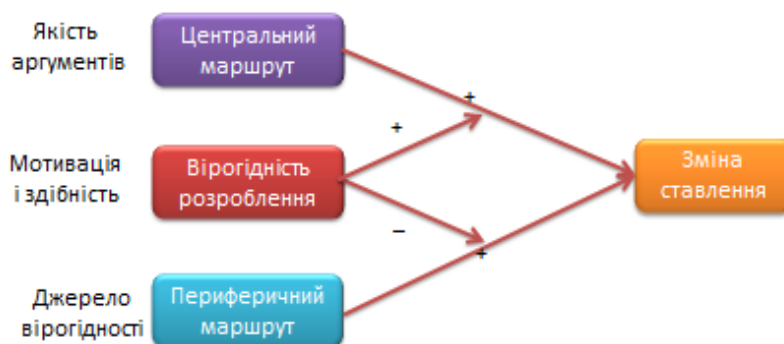 Якість
аргументів
Центральний
маршрут
+
+
Мотивація
і здібність
Вірогідність
розроблення
Зміна
ставлення
–
+
Джерело
вірогідності
Периферичний
маршрут